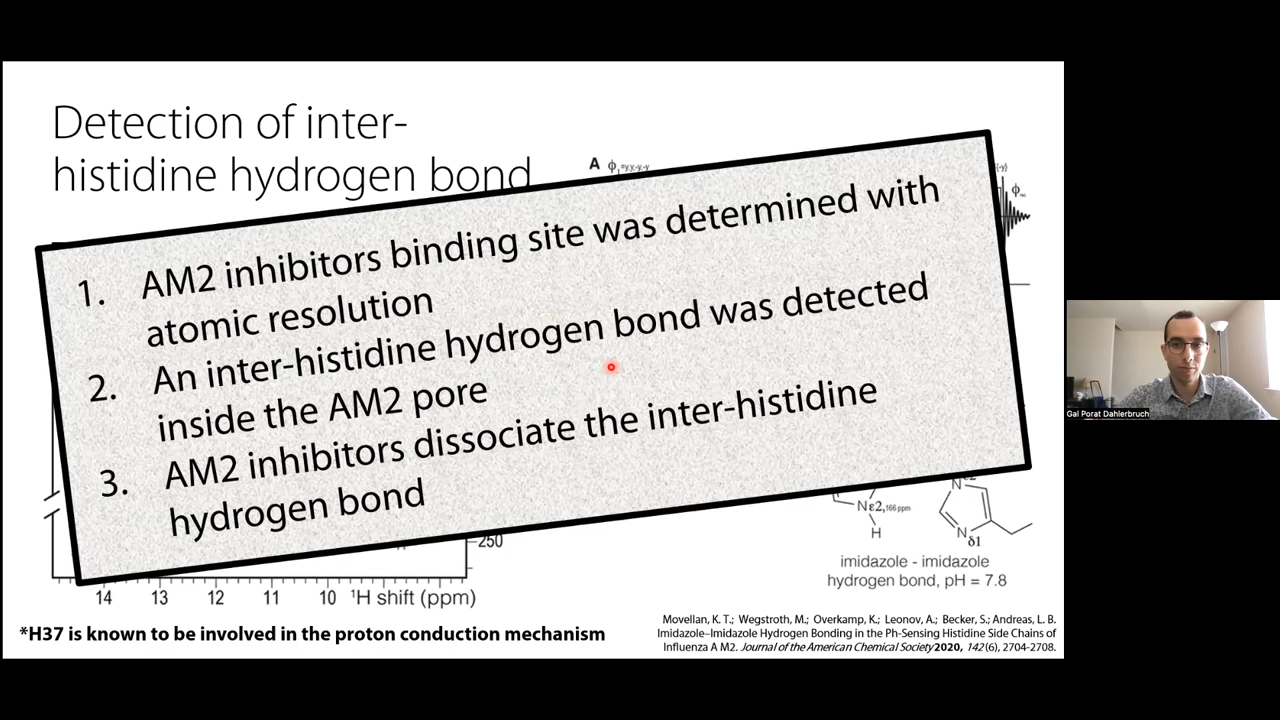 Detection of inter-
histidine hydrogen bond
A
1. AM2 inhibitors binding site was determined with
atomic resolution
2. An inter-histidine hydrogen bond was detected
inside the AM2 pore
3. AM2 inhibitors dissociate the inter-histidine
hydrogen bond
Nε2,166 ppm
H
N
N
δ1
250
14 13 12 11 10 ¹H shift (ppm)
imidazole - imidazole
hydrogen bond, pH = 7.8
*H37 is known to be involved in the proton conduction mechanism
Movellan, K. T.; Wegstroth, M.; Overkamp, K.; Leonov, A.; Becker, S.; Andreas, L. B.
Imidazole–Imidazole Hydrogen Bonding in the Ph-Sensing Histidine Side Chains of
Influenza A M2. Journal of the American Chemical Society 2020, 142 (6), 2704-2708.
Gal Porat Dahlerbruch